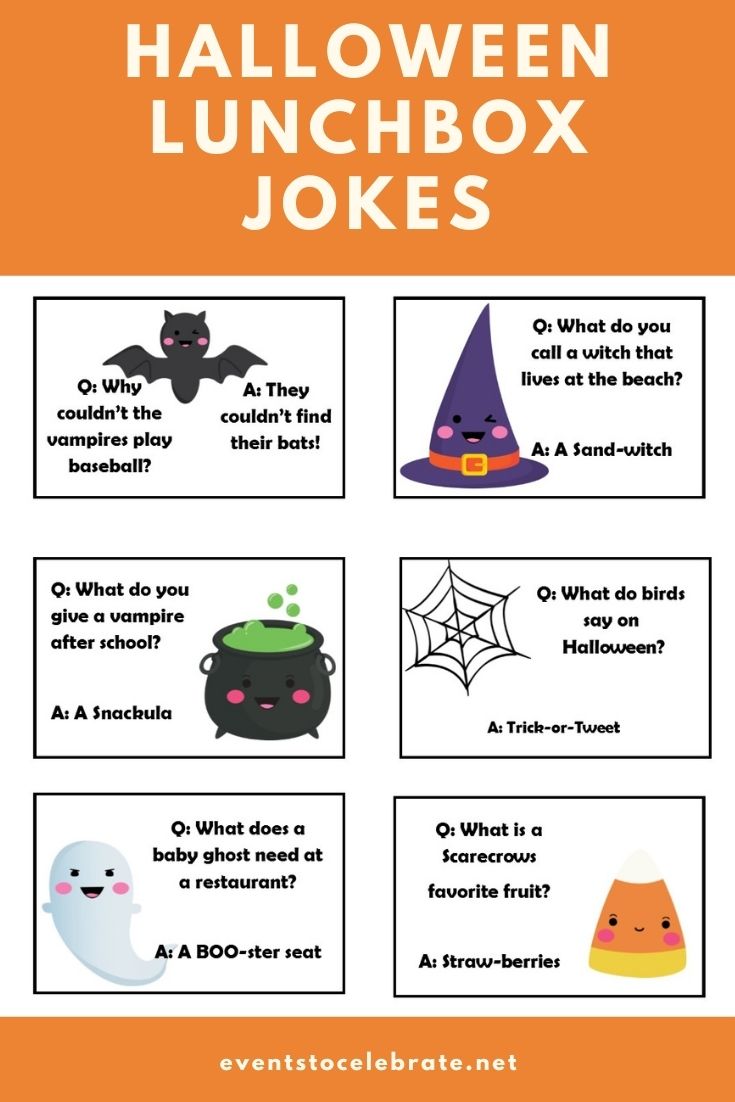 HALLOWEEN
LUNCHBOX
JOKES
Q: Why
couldn't the
vampires play
baseball?
A: They
couldn't find
their bats!
Q: What do you
call a witch that
lives at the beach?
A: A Sand-witch
Q: What do you
give a vampire
after school?
A: A Snackula
Q: What do birds
say on
Halloween?
A: Trick-or-Tweet
Q: What does a
baby ghost need at
a restaurant?
A: A BOO-ster seat
Q: What is a
Scarecrows
favorite fruit?
A: Straw-berries
eventstocelebrate.net